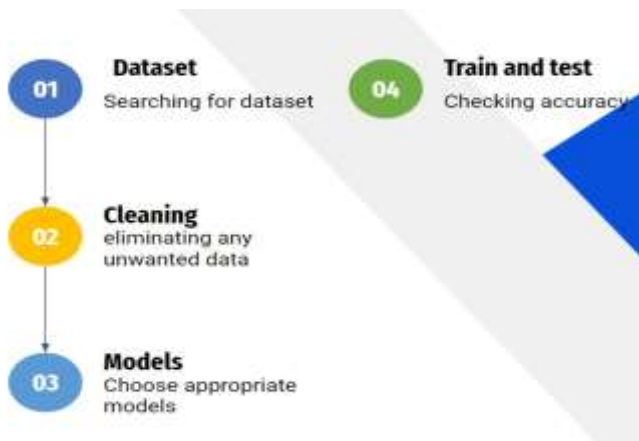 01
Dataset
Searching for dataset
02
Cleaning
eliminating any
unwanted data
03
Models
Choose appropriate
models
04
Train and test
Checking accuracy